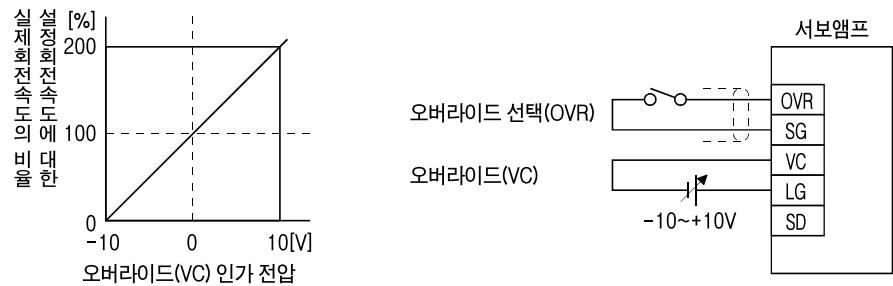 설정회전속도에 대한
실제회전속도의 비율
[%]
200
100
0
-10
0
10[V]
오버라이드(VC) 인가 전압
서보앰프
오버라이드 선택(OVR)
오버라이드(VC)
-10~+10V
OVR
SG
VC
LG
SD